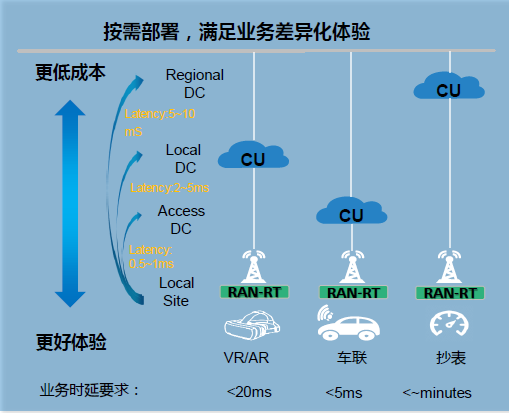 按需部署，满足业务差异化体验
更低成本
Regional
DC
CU
Latency:5~10
mS
Local
DC
CU
Latency:2~5ms
Access
DC
CU
Latency:
0.5~1ms
Local
Site
RAN-RT
RAN-RT
RAN-RT
更好体验
VR/AR
车联
抄表
业务时延要求：
<20ms
<5ms
<~minutes